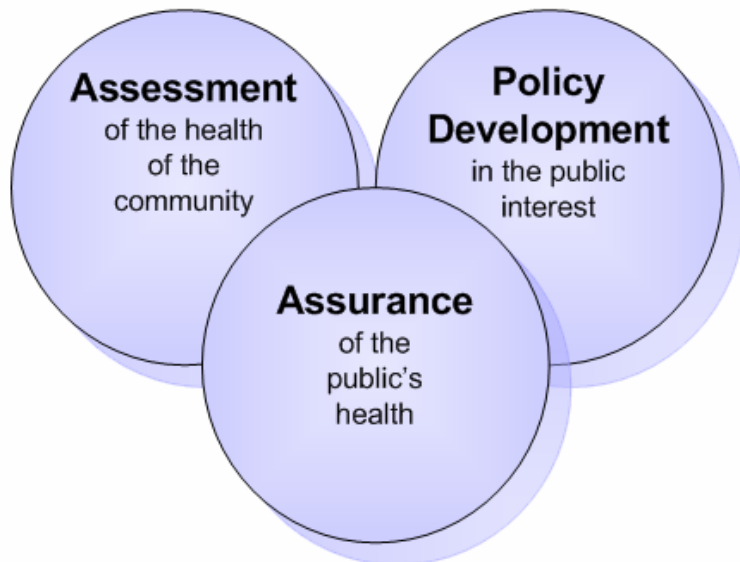 Assessment
of the health
of the
community
Policy
Development
in the public
interest
Assurance
of the
public’s
health